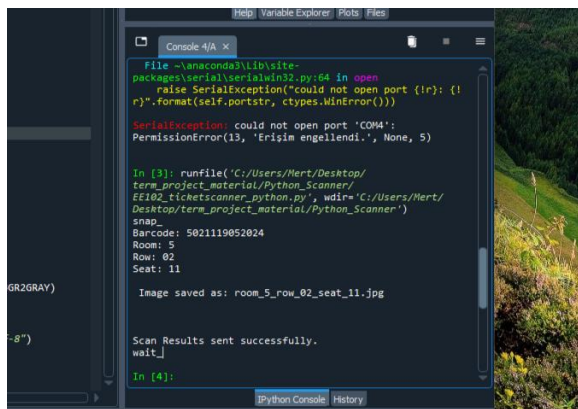 Help Variable Explorer Plots Files
Console 4/A ×
File ~\anaconda3\Lib\site-
packages\serial\serialwin32.py:64 in open
raise SerialException("could not open port {!r}: {!
r}".format(self.portstr, ctypes.WinError()))
SerialException: could not open port 'COM4':
PermissionError(13, 'Erişim engellendi.', None, 5)
In [3]: runfile('C:/Users/Mert/Desktop/
term_project_material/Python_Scanner/
EE102_ticketscanner_python.py', wdir='C:/Users/Mert/
Desktop/term_project_material/Python_Scanner')
snap_
Barcode: 5021119052024
Room: 5
Row: 02
Seat: 11
GR2GRAY)
Image saved as: room_5_row_02_seat_11.jpg
-8")
Scan Results sent successfully.
wait_
In [4]:
IPython Console History